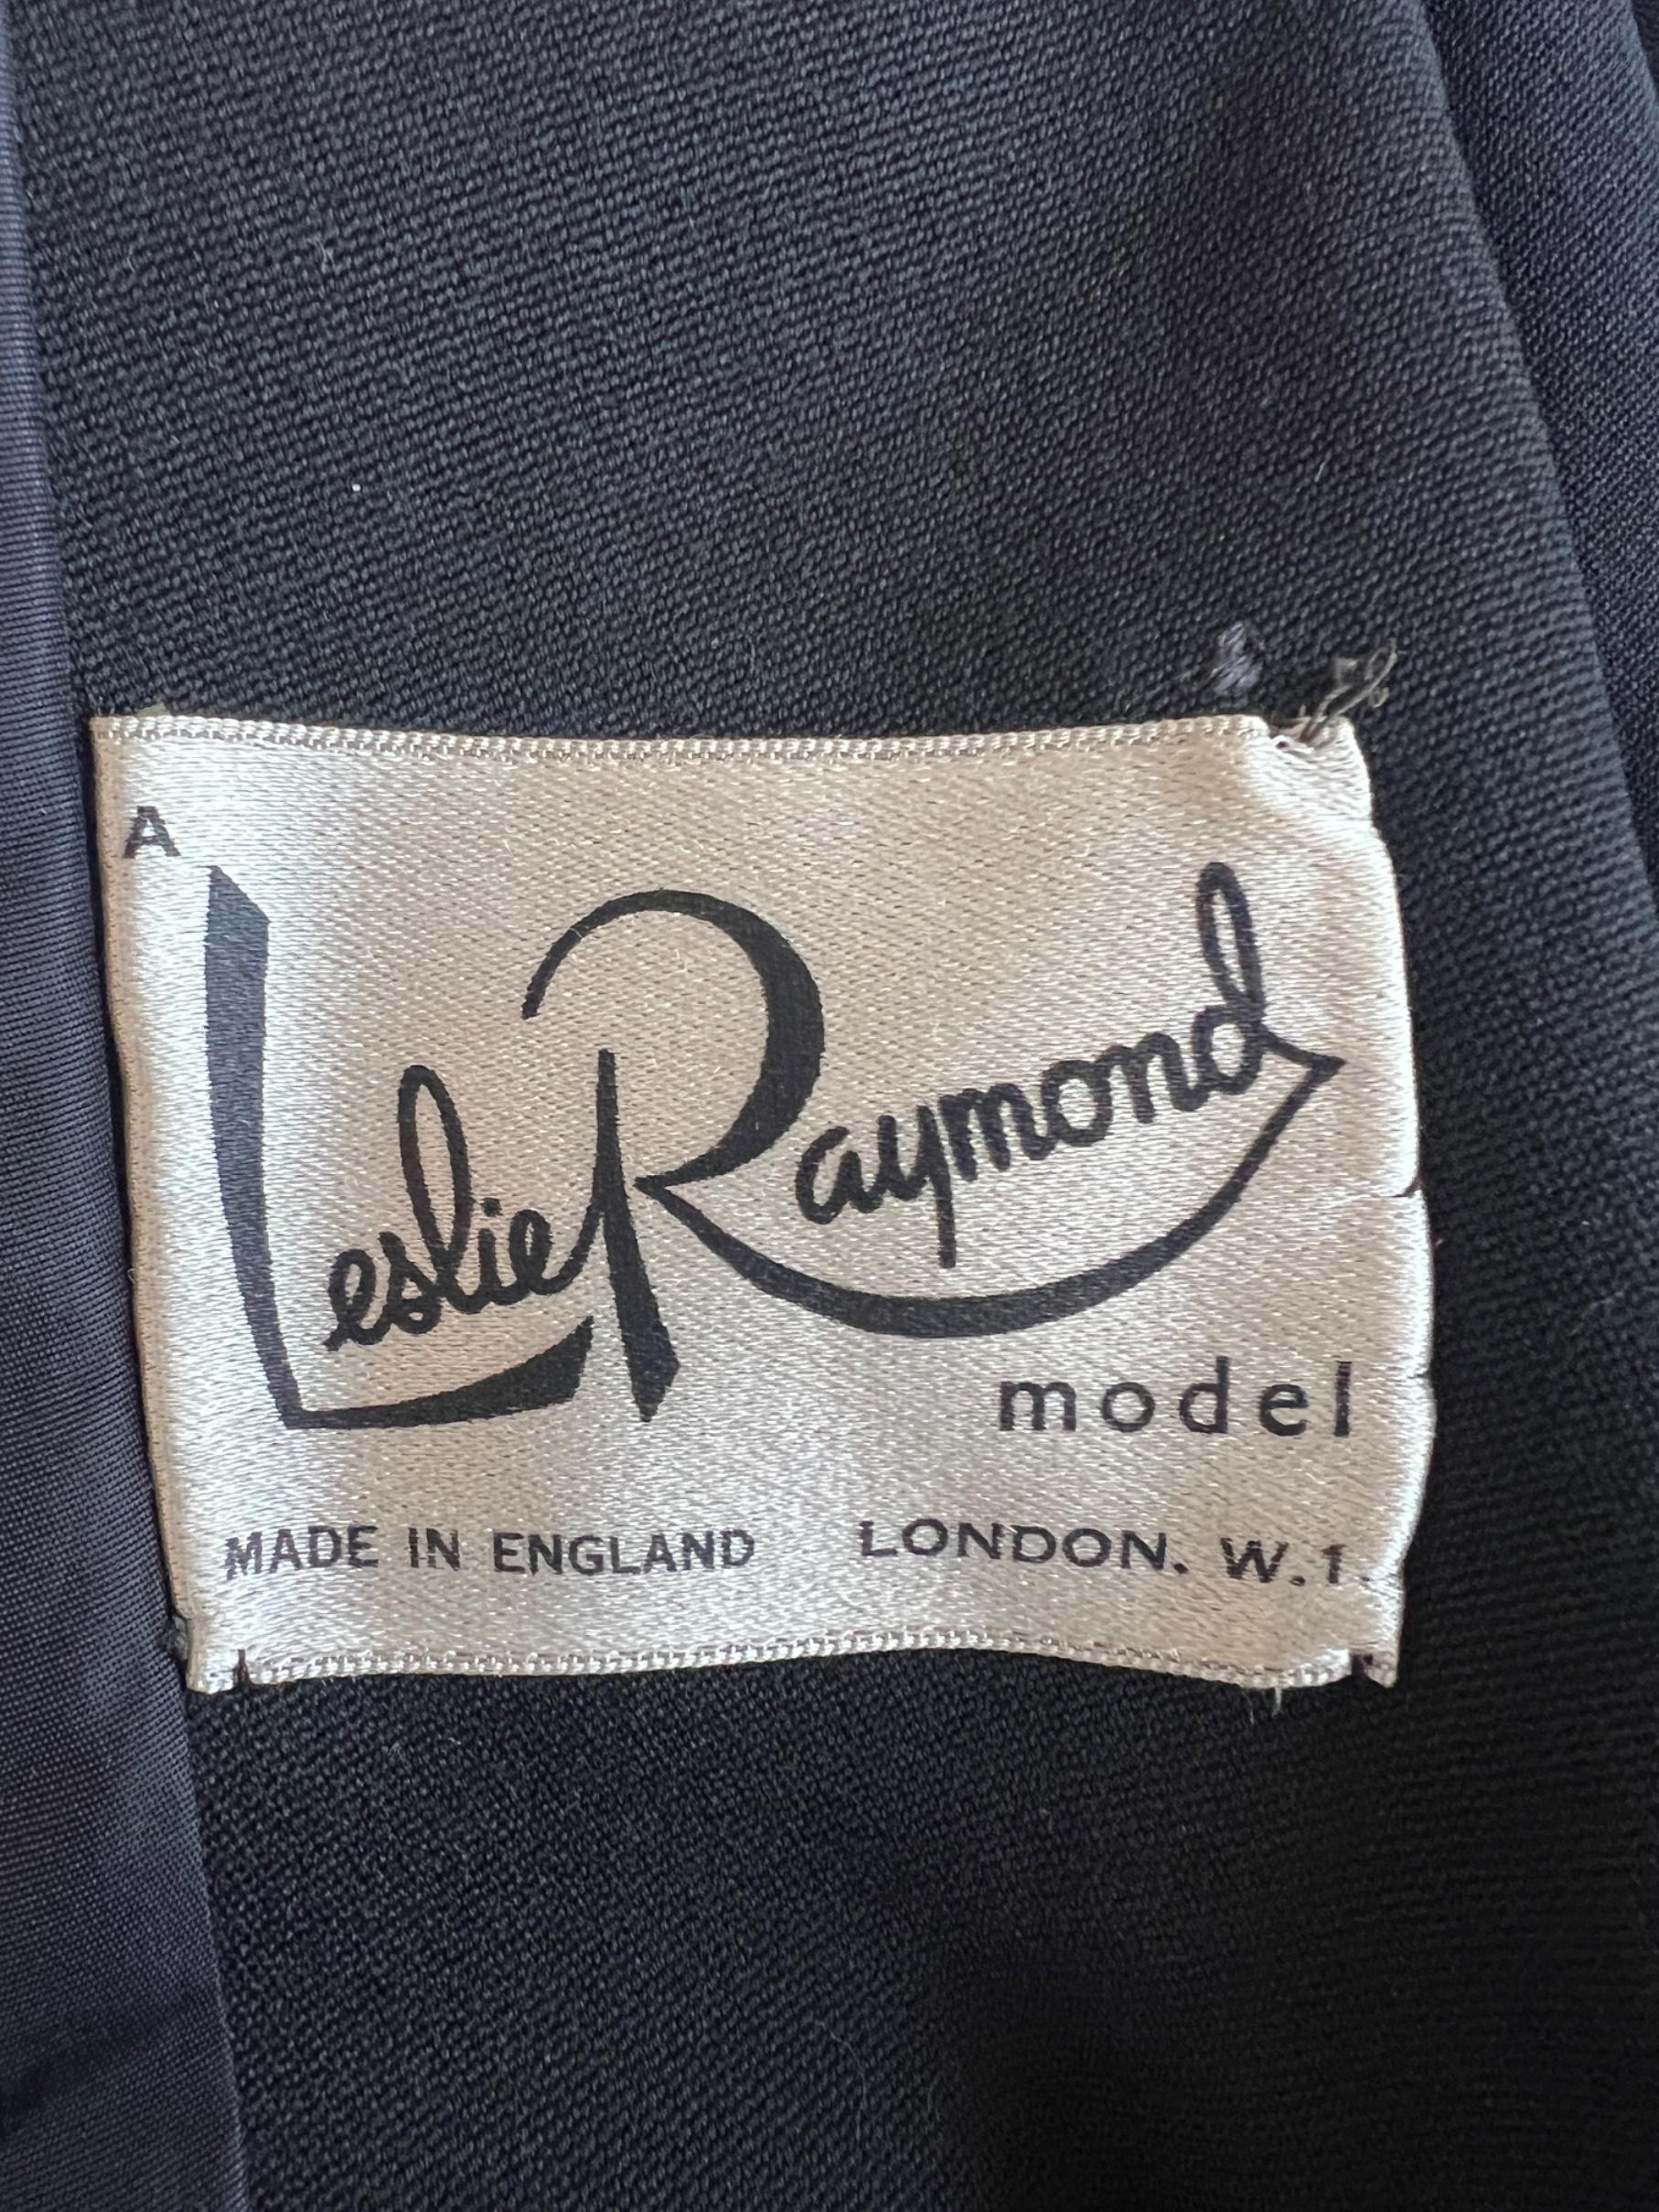 A
Leslie Raymond
model
MADE IN ENGLAND LONDON. W.1.